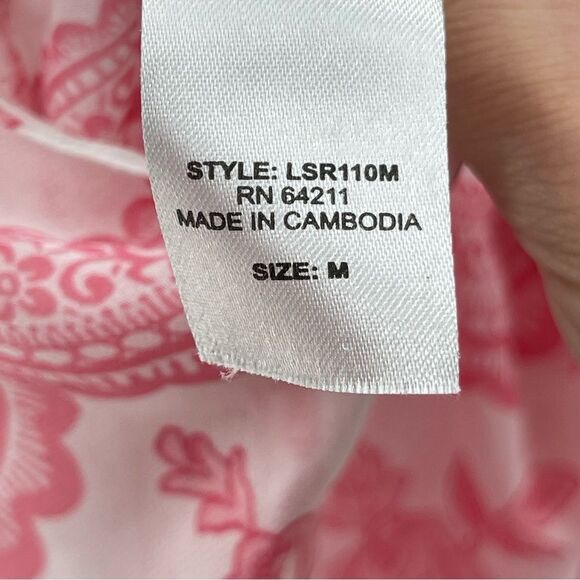 STYLE: LSR110M
RN 64211
MADE IN CAMBODIA
SIZE: M